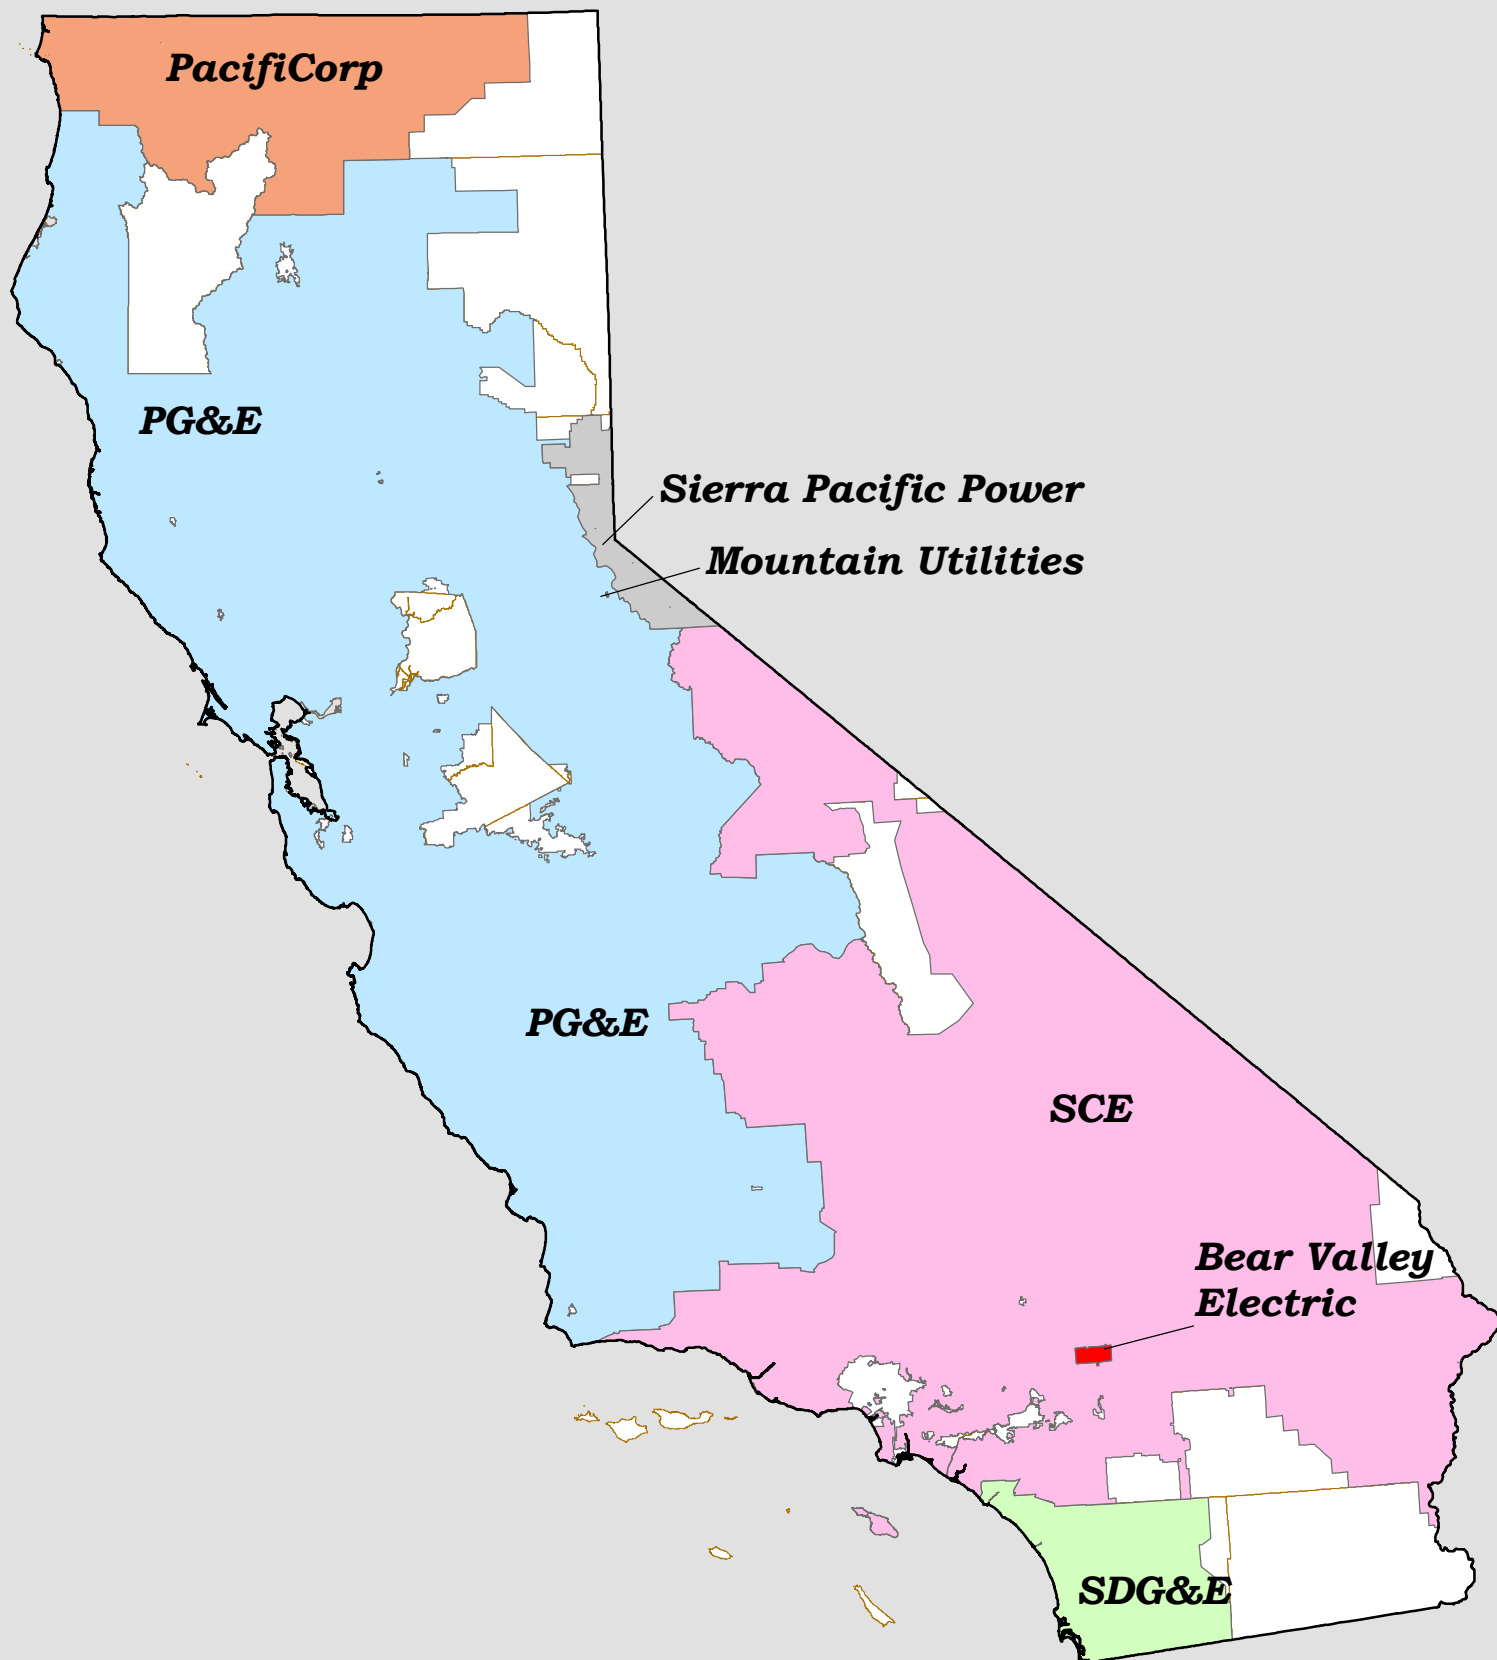 PacifiCorp
PG&E
Sierra Pacific Power
Mountain Utilities
PG&E
SCE
Bear Valley
Electric
SDG&E